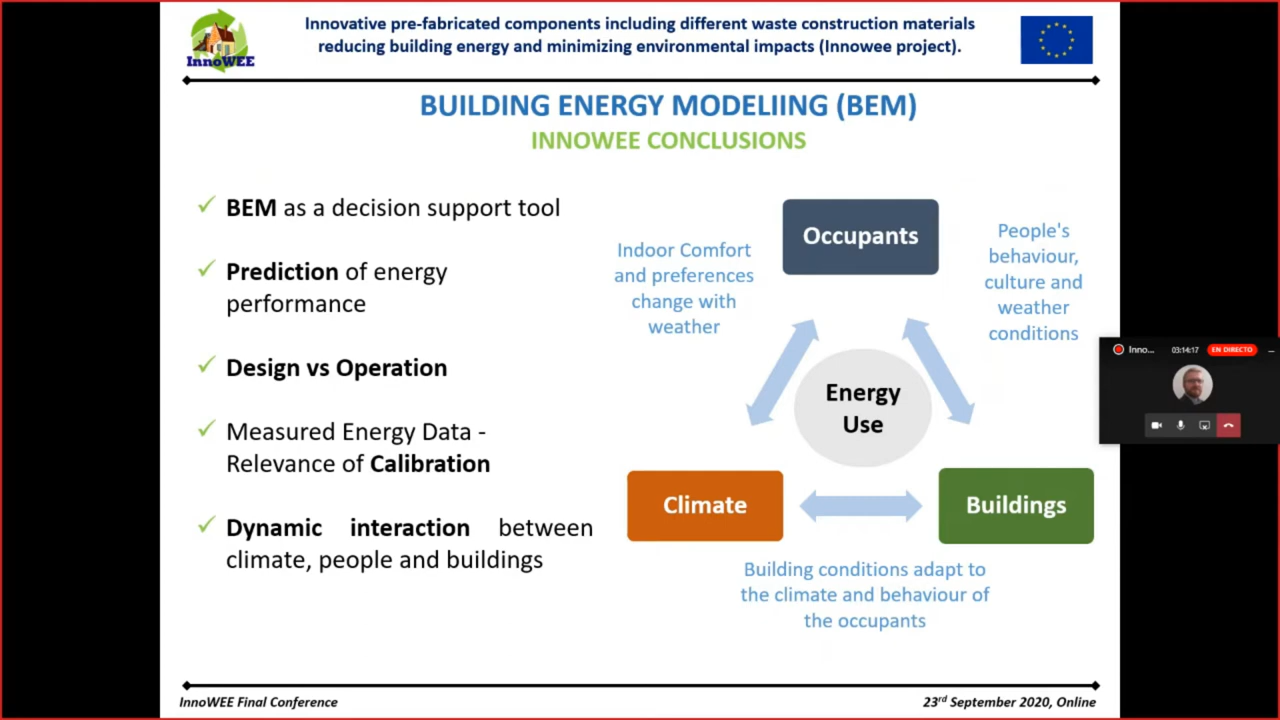 InnoWEE
Innovative pre-fabricated components including different waste construction materials
reducing building energy and minimizing environmental impacts (Innowee project).
BUILDING ENERGY MODELIING (BEM)
INNOWEE CONCLUSIONS
✓ BEM as a decision support tool
✓ Prediction of energy
performance
✓ Design vs Operation
✓ Measured Energy Data -
Relevance of Calibration
✓ Dynamic interaction between
climate, people and buildings
Occupants
Indoor Comfort
and preferences
change with
weather
People's
behaviour,
culture and
weather
conditions
Energy
Use
Climate
Buildings
Building conditions adapt to
the climate and behaviour of
the occupants
Inno... 03:14:17 EN DIRECTO
InnoWEE Final Conference
23rd September 2020, Online